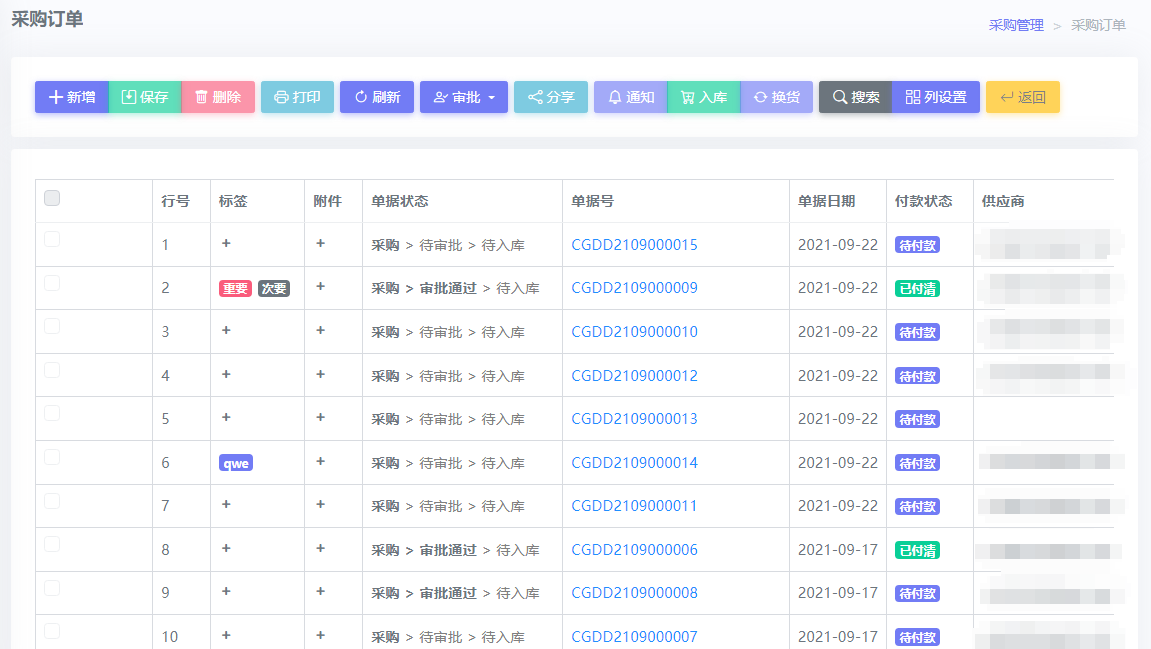 采购订单
采购管理 > 采购订单
新增 保存 删除 打印 刷新 审批 分享 通知 入库 换货 搜索 列设置 返回
行号 标签 附件 单据状态 单据号 单据日期 付款状态 供应商
1 + + 采购 > 待审批 > 待入库 CGDD2109000015 2021-09-22 待付款
2 重要 次要 + 采购 > 审批通过 > 待入库 CGDD2109000009 2021-09-22 已付清
3 + + 采购 > 待审批 > 待入库 CGDD2109000010 2021-09-22 待付款
4 + + 采购 > 待审批 > 待入库 CGDD2109000012 2021-09-22 待付款
5 + + 采购 > 待审批 > 待入库 CGDD2109000013 2021-09-22 待付款
6 qwe + 采购 > 待审批 > 待入库 CGDD2109000014 2021-09-22 待付款
7 + + 采购 > 待审批 > 待入库 CGDD2109000011 2021-09-22 待付款
8 + + 采购 > 审批通过 > 待入库 CGDD2109000006 2021-09-17 已付清
9 + + 采购 > 审批通过 > 待入库 CGDD2109000008 2021-09-17 待付款
10 + + 采购 > 待审批 > 待入库 CGDD2109000007 2021-09-17 待付款